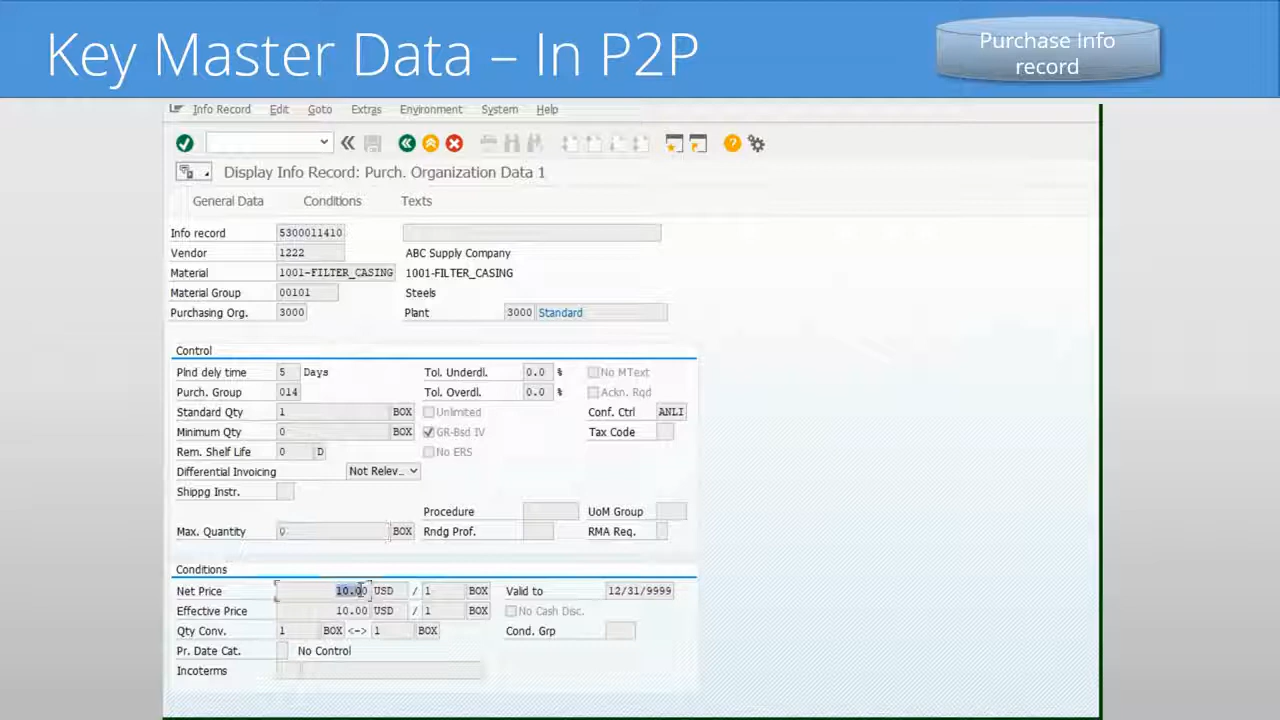 Key Master Data – In P2P
Purchase Info
record
Info Record Edit Goto Extras Environment System Help
Display Info Record: Purch. Organization Data 1
General Data Conditions Texts
Info record 5300011410
Vendor 1222 ABC Supply Company
Material 1001-FILTER_CASING 1001-FILTER_CASING
Material Group 00101 Steels
Purchasing Org. 3000 Plant 3000 Standard
Control
Plnd dely time 5 Days Tol. Underdl. 0.0 % No MText
Purch. Group 014 Tol. Overdl. 0.0 % Ackn. Rqd
Standard Qty 1 BOX Unlimited Conf. Ctrl ANLI
Minimum Qty 0 BOX GR-Bsd IV Tax Code
Rem. Shelf Life 0 D No ERS
Differential Invoicing Not Relev...
Shippg Instr.
Procedure UoM Group
Max. Quantity 0 BOX Rndg Prof. RMA Req.
Conditions
Net Price 10.00 USD / 1 BOX Valid to 12/31/9999
Effective Price 10.00 USD / 1 BOX No Cash Disc.
Qty Conv. 1 BOX <-> 1 BOX Cond. Grp
Pr. Date Cat. No Control
Incoterms